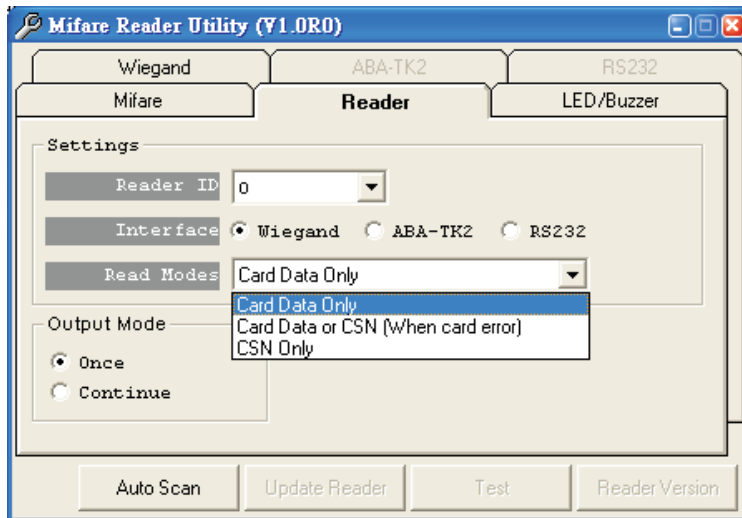 Mifare Reader Utility (V1.0R0)
Wiegand ABA-TK2 RS232
Mifare Reader LED/Buzzer
Settings
Reader ID 0
Interface Wiegand ABA-TK2 RS232
Read Modes Card Data Only
Card Data Only
Card Data or CSN (When card error)
CSN Only
Output Mode
Once
Continue
Auto Scan Update Reader Test Reader Version